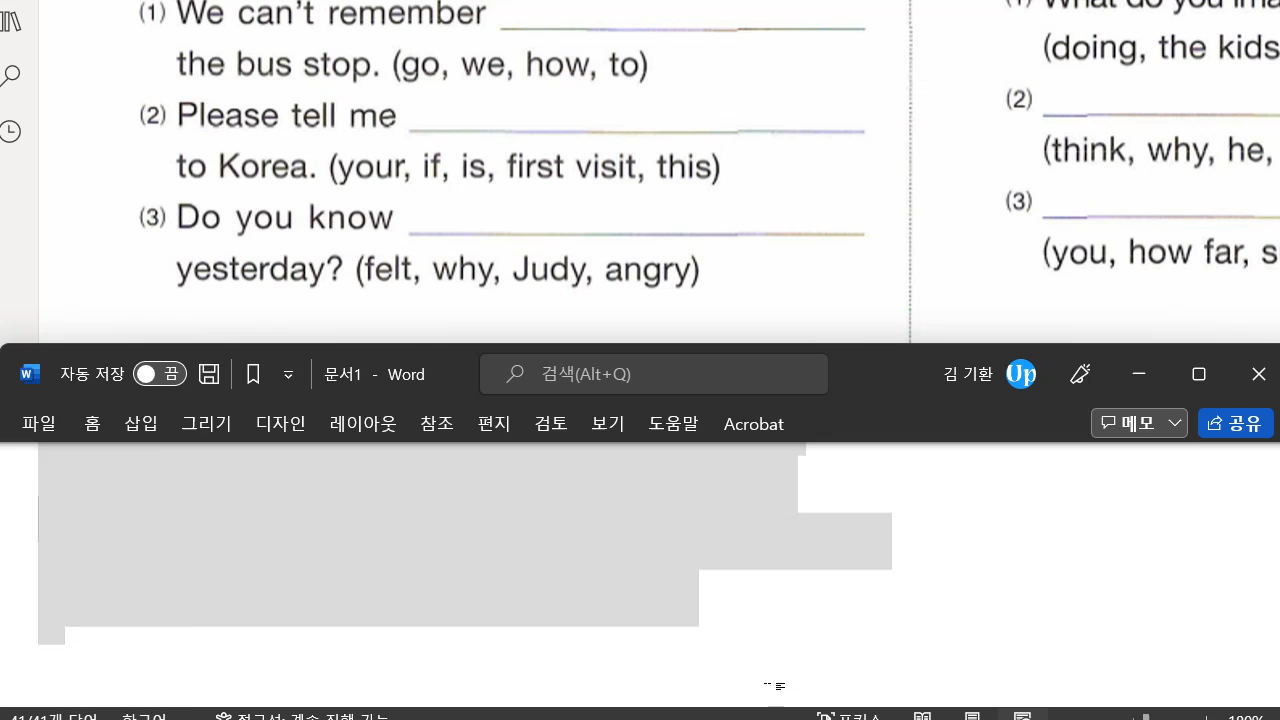 (1) We can't remember
the bus stop. (go, we, how, to)
(2) Please tell me
to Korea. (your, if, is, first visit, this)
(3) Do you know
yesterday? (felt, why, Judy, angry)
(1) What do you
(doing, the kids
(2)
(think, why, he,
(3)
(you, how far, s
자동 저장 끔 문서1 - Word 검색(Alt+Q) 김 기환 Up
파일 홈 삽입 그리기 디자인 레이아웃 참조 편지 검토 보기 도움말 Acrobat 메모 공유